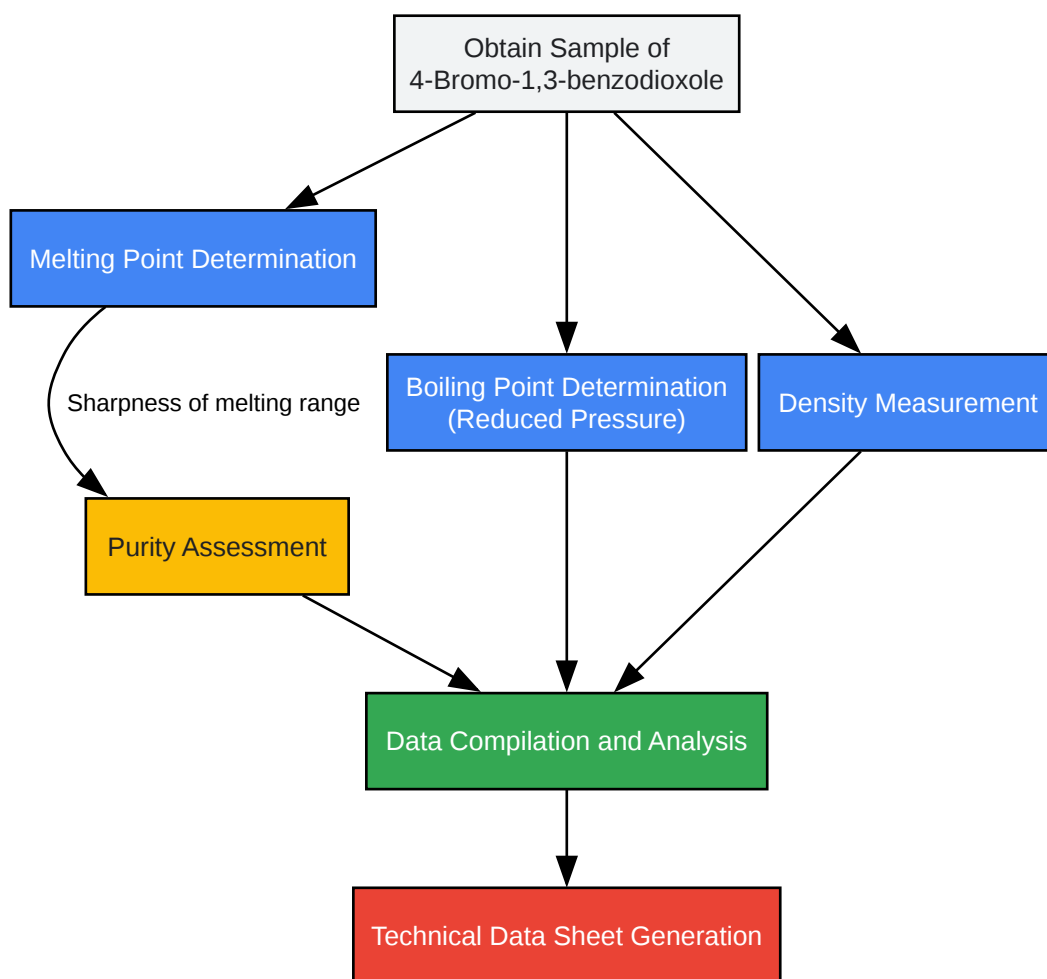 Obtain Sample of
4-Bromo-1,3-benzodioxole
Melting Point Determination
Sharpness of melting range
Boiling Point Determination
(Reduced Pressure)
Density Measurement
Purity Assessment
Data Compilation and Analysis
Technical Data Sheet Generation